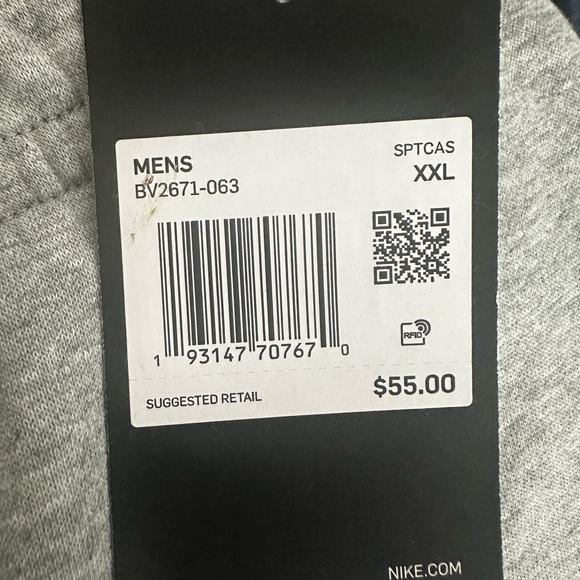 MENS
SPTCAS
BV2671-063
XXL
1 93147 70767 0
RFID
SUGGESTED RETAIL
$55.00
NIKE.COM